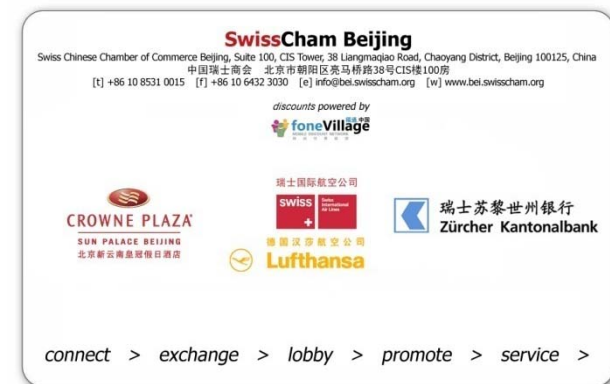 SwissCham Beijing
Swiss Chinese Chamber of Commerce Beijing, Suite 100, CIS Tower, 38 Liangmaqiao Road, Chaoyang District, Beijing 100125, China
中国瑞士商会 北京市朝阳区亮马桥路38号CIS楼100房
[t] +86 10 8531 0015 [f] +86 10 6432 3030 [e] info@bei.swisscham.org [w] www.bei.swisscham.org
discounts powered by
foneVillage
MOBILE DISCOUNT NETWORK
CROWNE PLAZA
SUN PALACE BEIJING
北京新云南皇冠假日酒店
瑞士国际航空公司
swiss
Swiss International Air Lines
德国汉莎航空公司
Lufthansa
瑞士苏黎世州银行
Zürcher Kantonalbank
connect > exchange > lobby > promote > service >